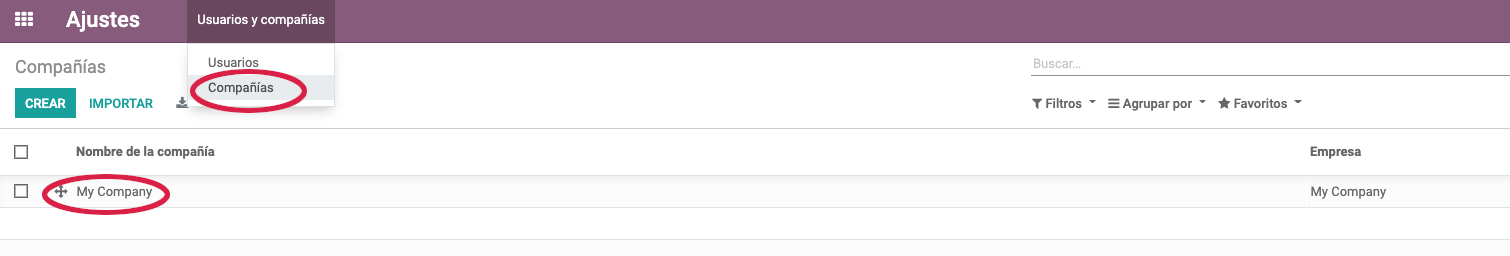 Ajustes
Usuarios y compañías
Usuarios
Compañías
Compañías
Buscar...
CREAR IMPORTAR
Filtros Agrupar por Favoritos
Nombre de la compañía Empresa
My Company My Company